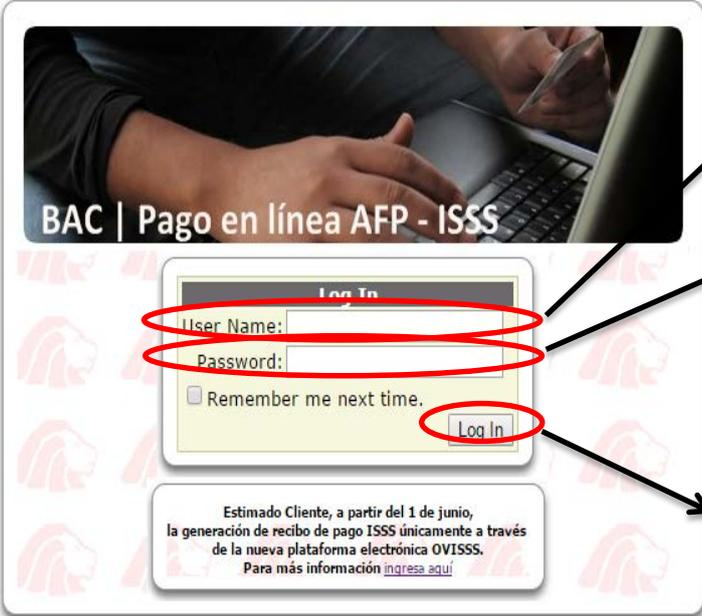 BAC | Pago en línea AFP - ISSS
Log In
User Name:
Password:
Remember me next time.
Log In
Estimado Cliente, a partir del 1 de junio,
la generación de recibo de pago ISSS únicamente a través
de la nueva plataforma electrónica OVISSS.
Para más información ingresa aquí